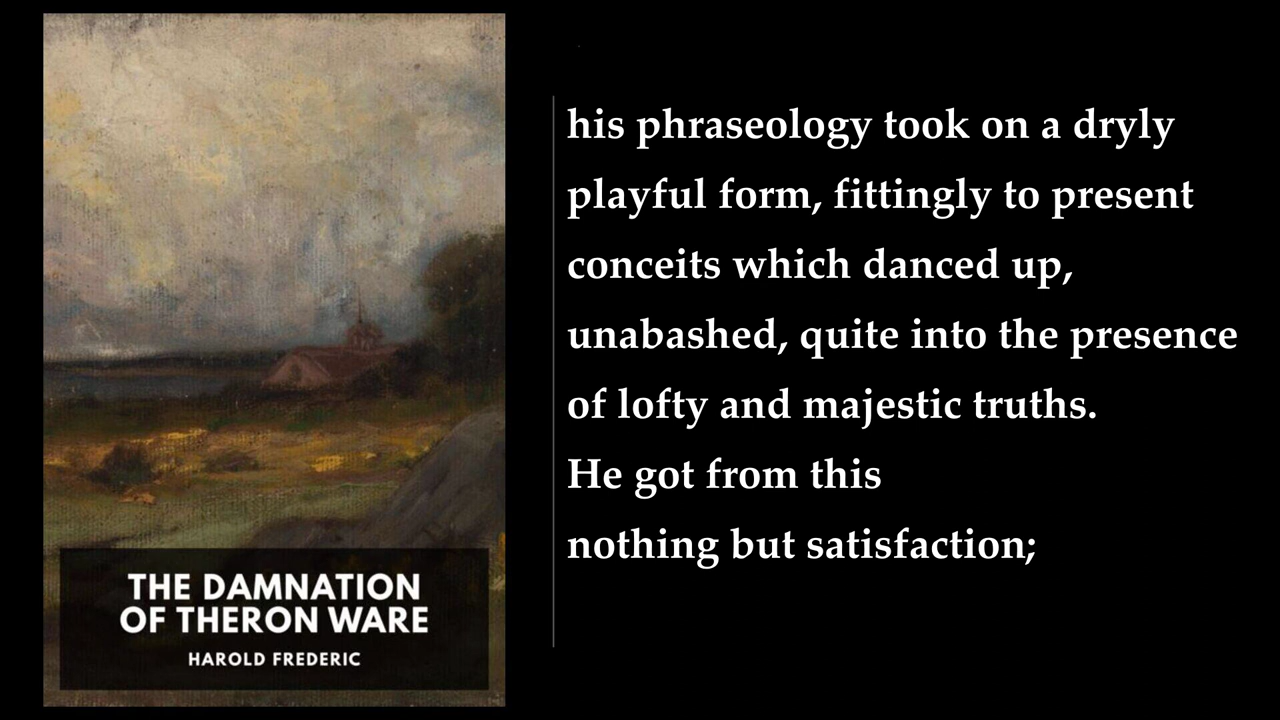 THE DAMNATION
OF THERON WARE
HAROLD FREDERIC
his phraseology took on a dryly
playful form, fittingly to present
conceits which danced up,
unabashed, quite into the presence
of lofty and majestic truths.
He got from this
nothing but satisfaction;